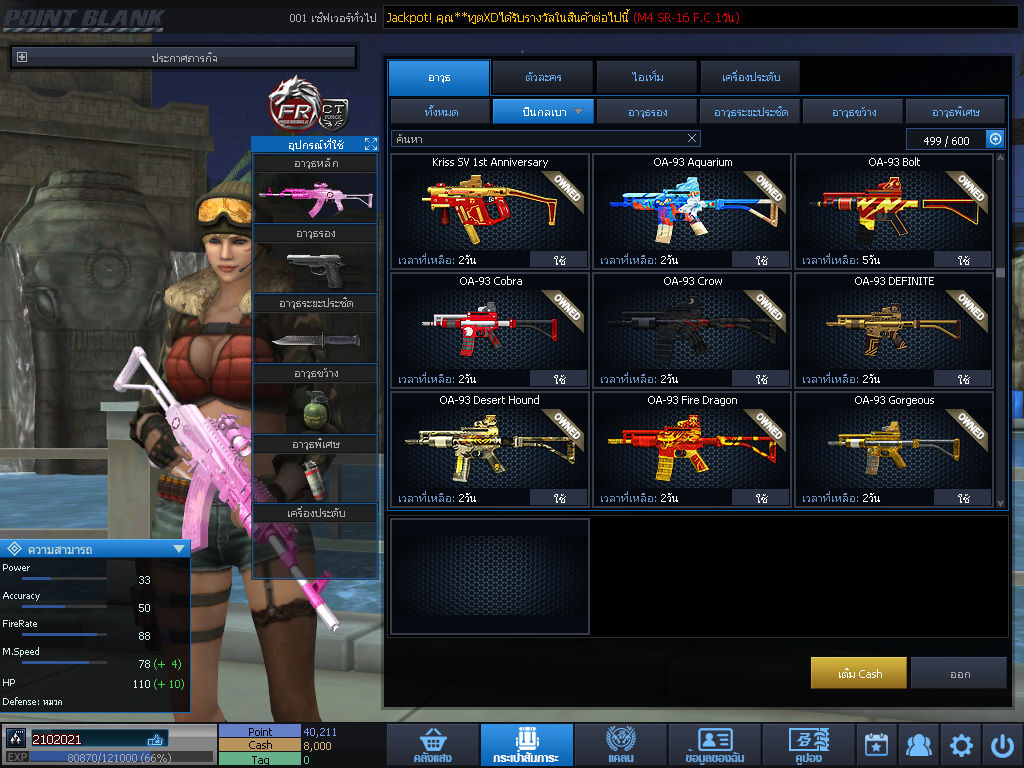 POINT BLANK
001 เซิฟเวอร์ทั่วไป
Jackpot! คุณ**ฑูตXDได้รับรางวัลในสินค้าต่อไปนี้ (M4 SR-16 F.C 1วัน)
ประกาศภารกิจ
FR
CT
FORCE
อุปกรณ์ที่ใช้
อาวุธหลัก
อาวุธรอง
อาวุธระยะประชิด
อาวุธขว้าง
อาวุธพิเศษ
เครื่องประดับ
อาวุธ ตัวละคร ไอเท็ม เครื่องประดับ
ทั้งหมด ปืนกลเบา อาวุธรอง อาวุธระยะประชิด อาวุธขว้าง อาวุธพิเศษ
ค้นหา 499 / 600
Kriss SV 1st Anniversary OA-93 Aquarium OA-93 Bolt
OWNED OWNED OWNED
เวลาที่เหลือ: 2วัน ใช้ เวลาที่เหลือ: 2วัน ใช้ เวลาที่เหลือ: 5วัน ใช้
OA-93 Cobra OA-93 Crow OA-93 DEFINITE
OWNED OWNED OWNED
เวลาที่เหลือ: 2วัน ใช้ เวลาที่เหลือ: 2วัน ใช้ เวลาที่เหลือ: 2วัน ใช้
OA-93 Desert Hound OA-93 Fire Dragon OA-93 Gorgeous
OWNED OWNED OWNED
เวลาที่เหลือ: 2วัน ใช้ เวลาที่เหลือ: 2วัน ใช้ เวลาที่เหลือ: 2วัน ใช้
เติม Cash ออก
ความสามารถ
Power
33
Accuracy
50
FireRate
88
M.Speed
78 (+ 4)
HP
110 (+ 10)
Defense: หมวก
2102021
EXP 80870/121000 (66%)
Point 40,211
Cash 8,000
Tag 0
คลังแสง กระเป๋าสัมภาระ แคลน ข้อมูลของฉัน คูปอง